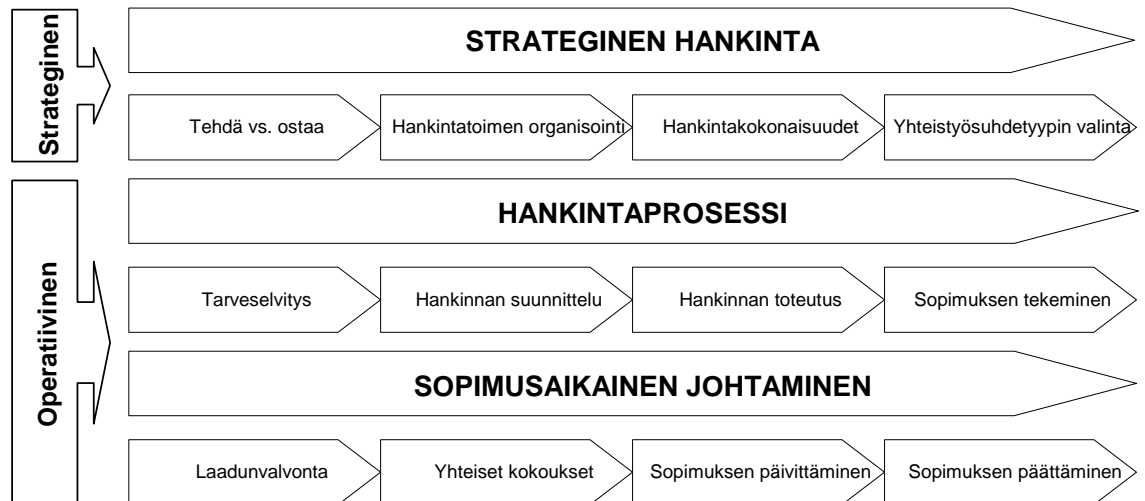 Strateginen
STRATEGINEN HANKINTA
Tehdä vs. ostaa
Hankintatoimen organisointi
Hankintakokonaisuudet
Yhteistyösuhdetyypin valinta
Operatiivinen
HANKINTAPROSESSI
Tarveselvitys
Hankinnan suunnittelu
Hankinnan toteutus
Sopimuksen tekeminen
SOPIMUSAIKAINEN JOHTAMINEN
Laadunvalvonta
Yhteiset kokoukset
Sopimuksen päivittäminen
Sopimuksen päättäminen